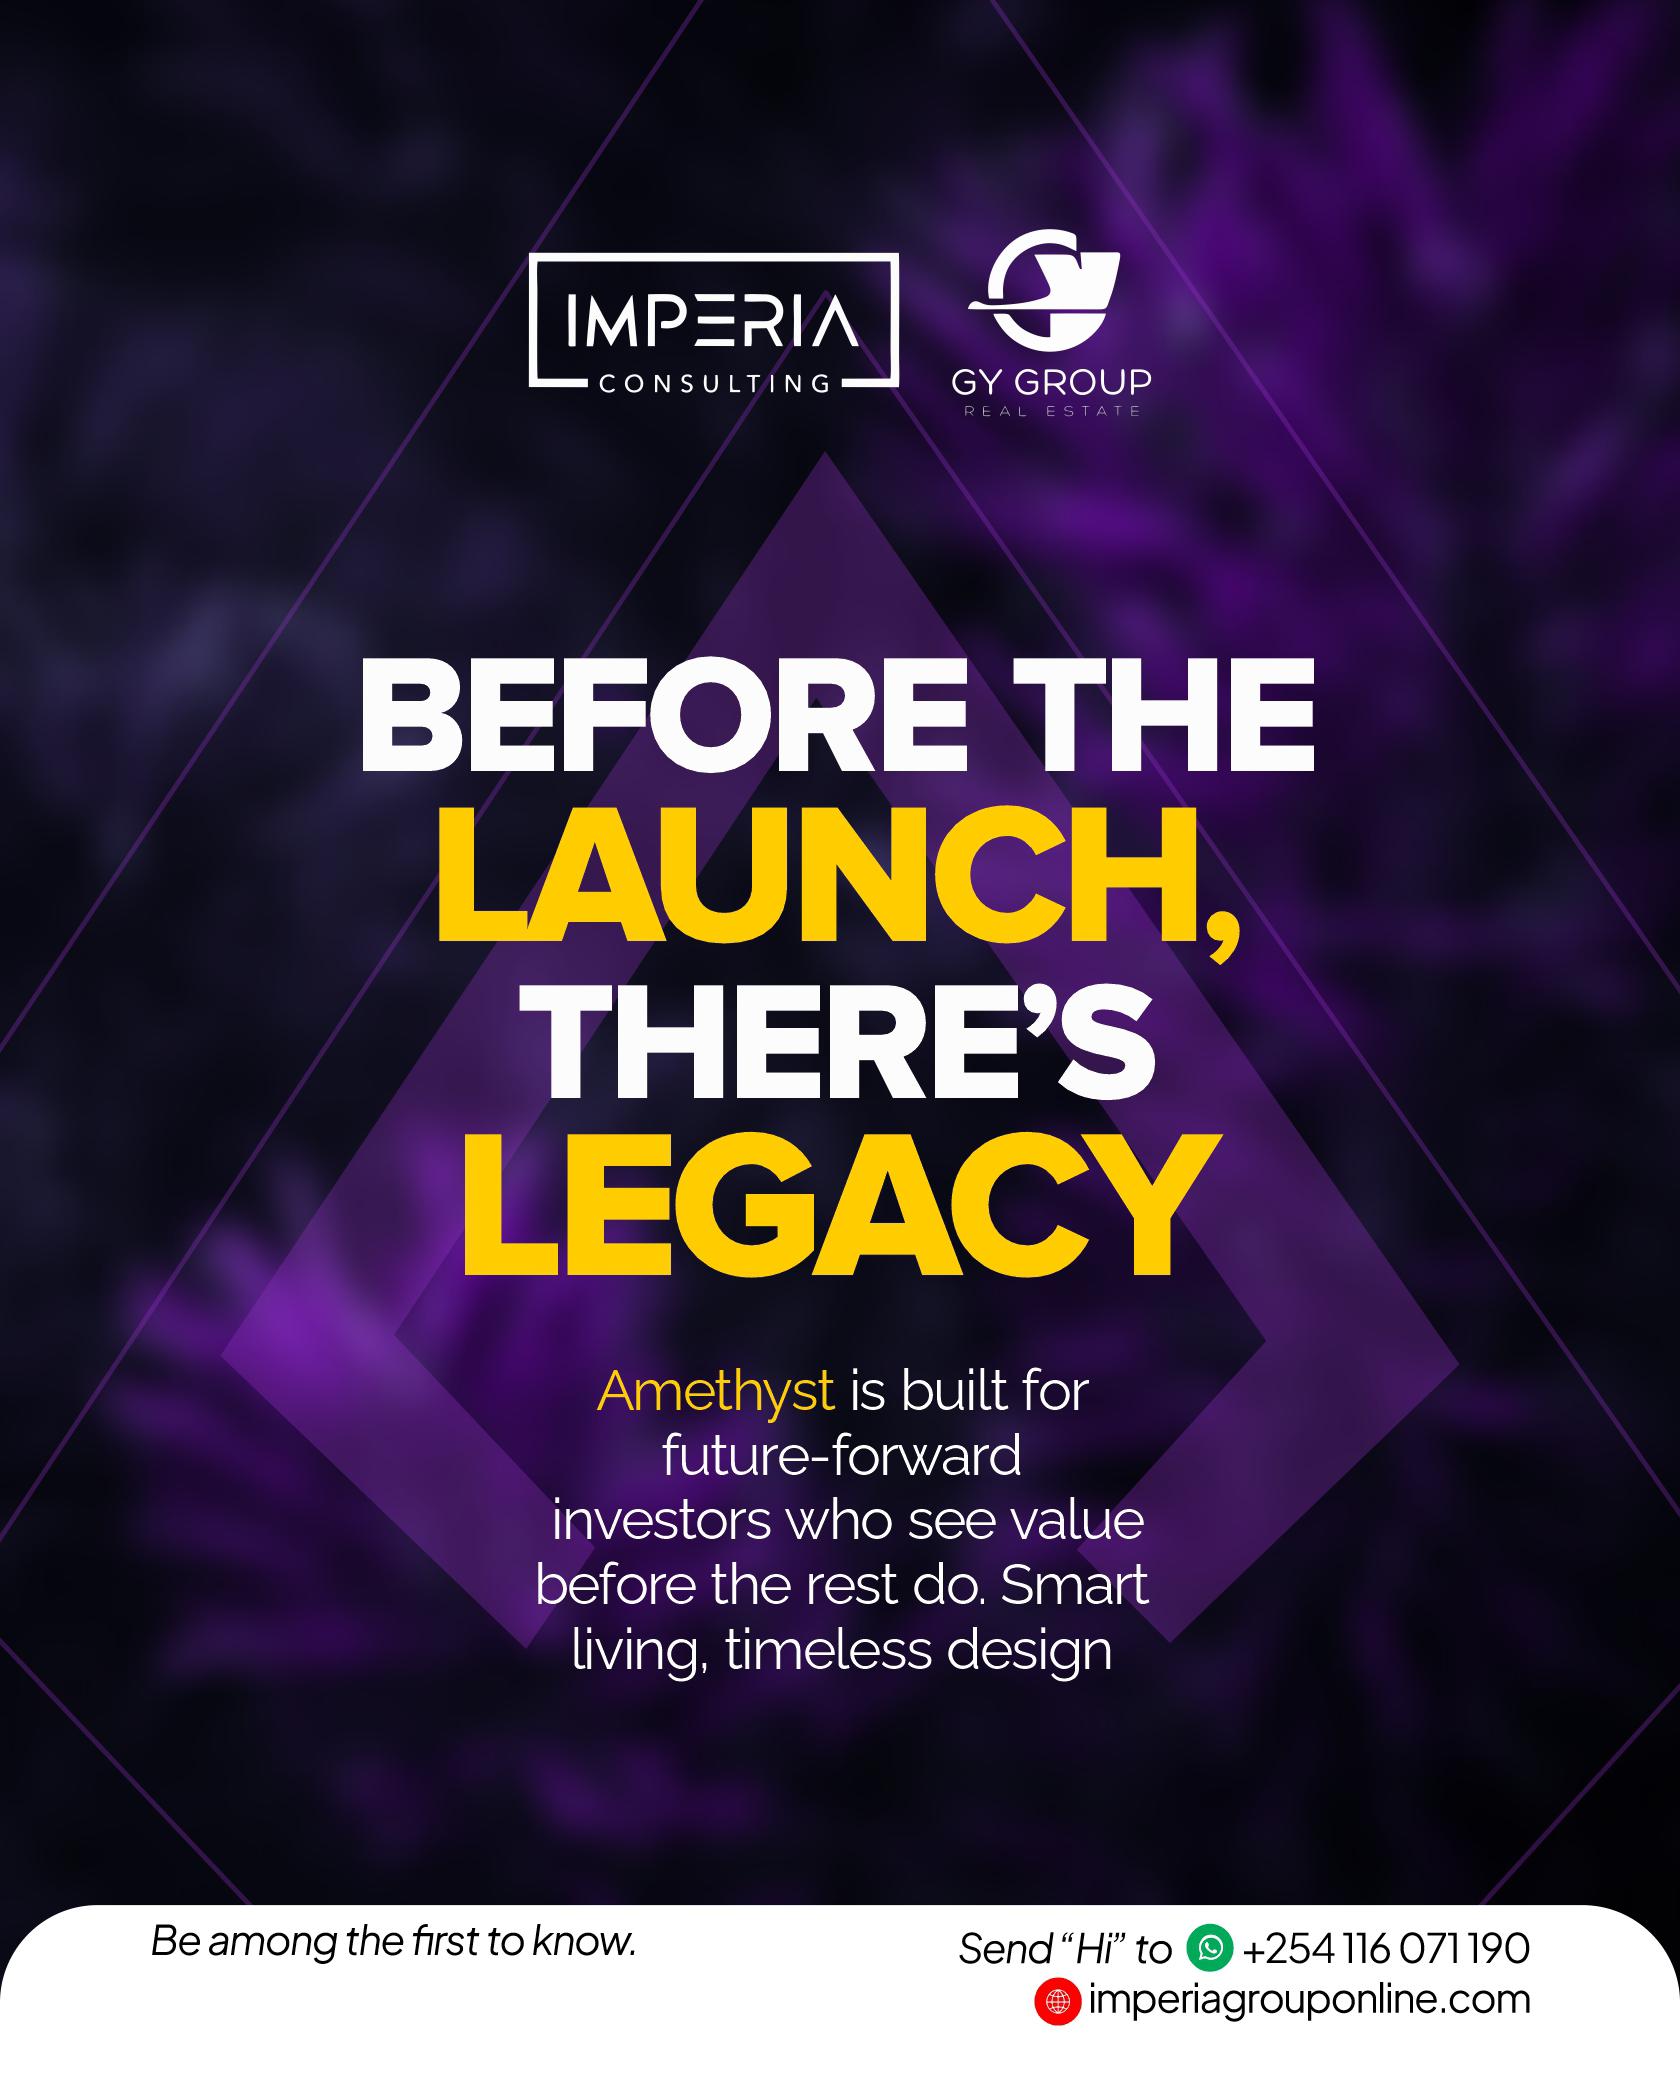 IMPERIA
CONSULTING
GY GROUP
REAL ESTATE
BEFORE THE
LAUNCH,
THERE’S
LEGACY
Amethyst is built for
future-forward
investors who see value
before the rest do. Smart
living, timeless design
Be among the first to know.
Send “Hi” to +254 116 071 190
imperiagrouponline.com